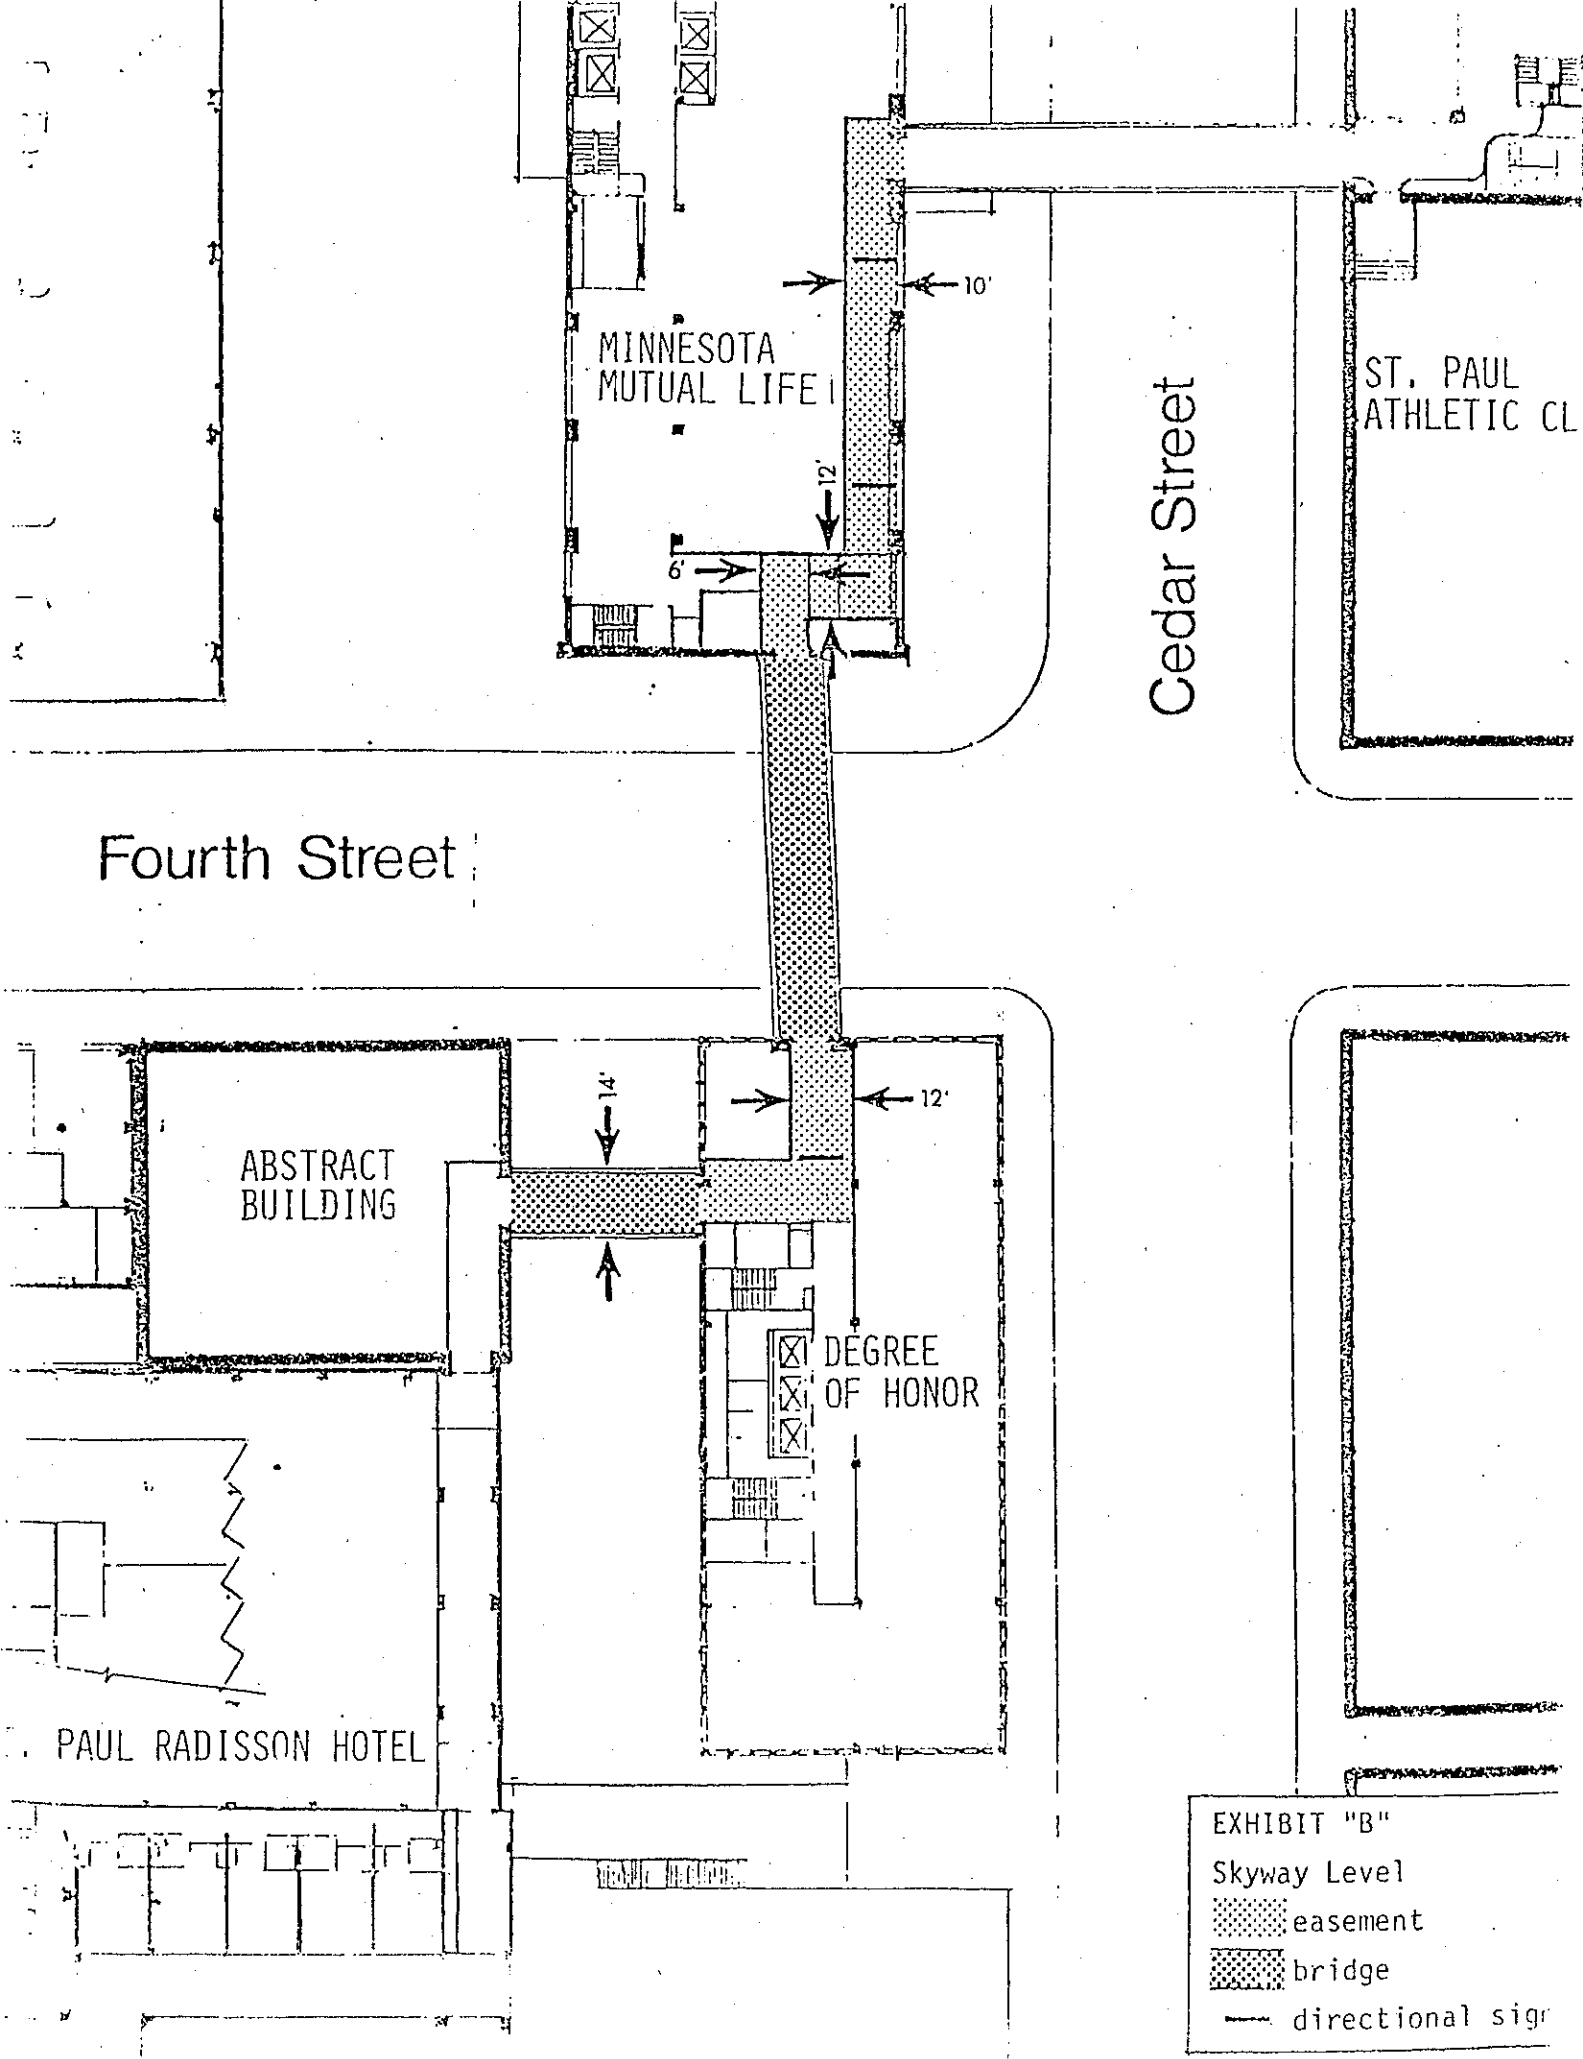 10'
MINNESOTA
MUTUAL LIFE
ST. PAUL
ATHLETIC CL
Cedar Street
12'
6'
Fourth Street
14'
12'
ABSTRACT
BUILDING
DEGREE
OF HONOR
. PAUL RADISSON HOTEL
EXHIBIT "B"
Skyway Level
easement
bridge
directional sign